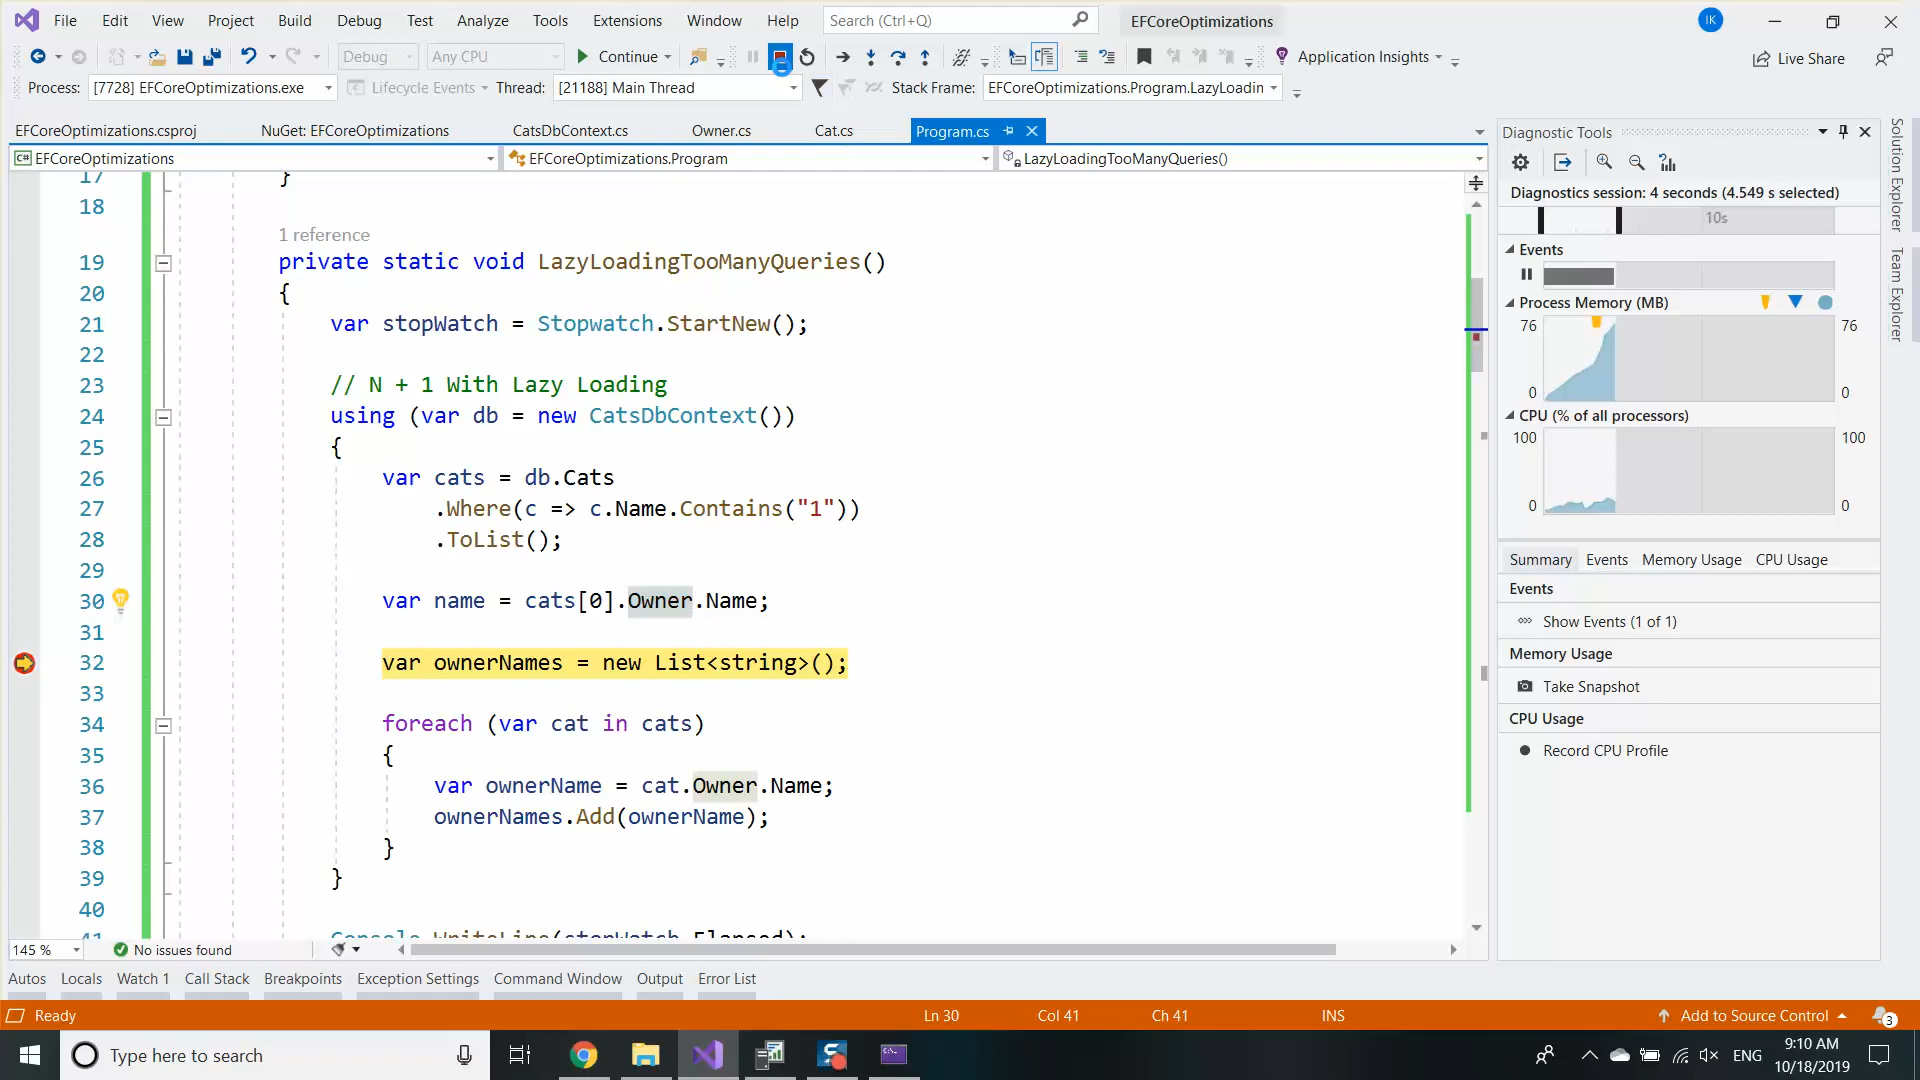 File Edit View Project Build Debug Test Analyze Tools Extensions Window Help Search (Ctrl+Q) EFCoreOptimizations IK
Debug Any CPU Continue Application Insights Live Share
Process: [7728] EFCoreOptimizations.exe Lifecycle Events Thread: [21188] Main Thread Stack Frame: EFCoreOptimizations.Program.LazyLoadin
EFCoreOptimizations.csproj NuGet: EFCoreOptimizations CatsDbContext.cs Owner.cs Cat.cs Program.cs
C# EFCoreOptimizations EFCoreOptimizations.Program LazyLoadingTooManyQueries()
17 }
18
1 reference
19 private static void LazyLoadingTooManyQueries()
20 {
21 var stopWatch = Stopwatch.StartNew();
22
23 // N + 1 With Lazy Loading
24 using (var db = new CatsDbContext())
25 {
26 var cats = db.Cats
27 .Where(c => c.Name.Contains("1"))
28 .ToList();
29
30 var name = cats[0].Owner.Name;
31
32 var ownerNames = new List<string>();
33
34 foreach (var cat in cats)
35 {
36 var ownerName = cat.Owner.Name;
37 ownerNames.Add(ownerName);
38 }
39 }
40
41 Console.WriteLine(stopWatch.Elapsed);
145 % No issues found
Diagnostic Tools
Diagnostics session: 4 seconds (4.549 s selected)
10s
Events
Process Memory (MB)
76 76
0 0
CPU (% of all processors)
100 100
0 0
Summary Events Memory Usage CPU Usage
Events
Show Events (1 of 1)
Memory Usage
Take Snapshot
CPU Usage
Record CPU Profile
Solution Explorer
Team Explorer
Autos Locals Watch 1 Call Stack Breakpoints Exception Settings Command Window Output Error List
Ready Ln 30 Col 41 Ch 41 INS Add to Source Control 3
Type here to search ENG 9:10 AM
10/18/2019